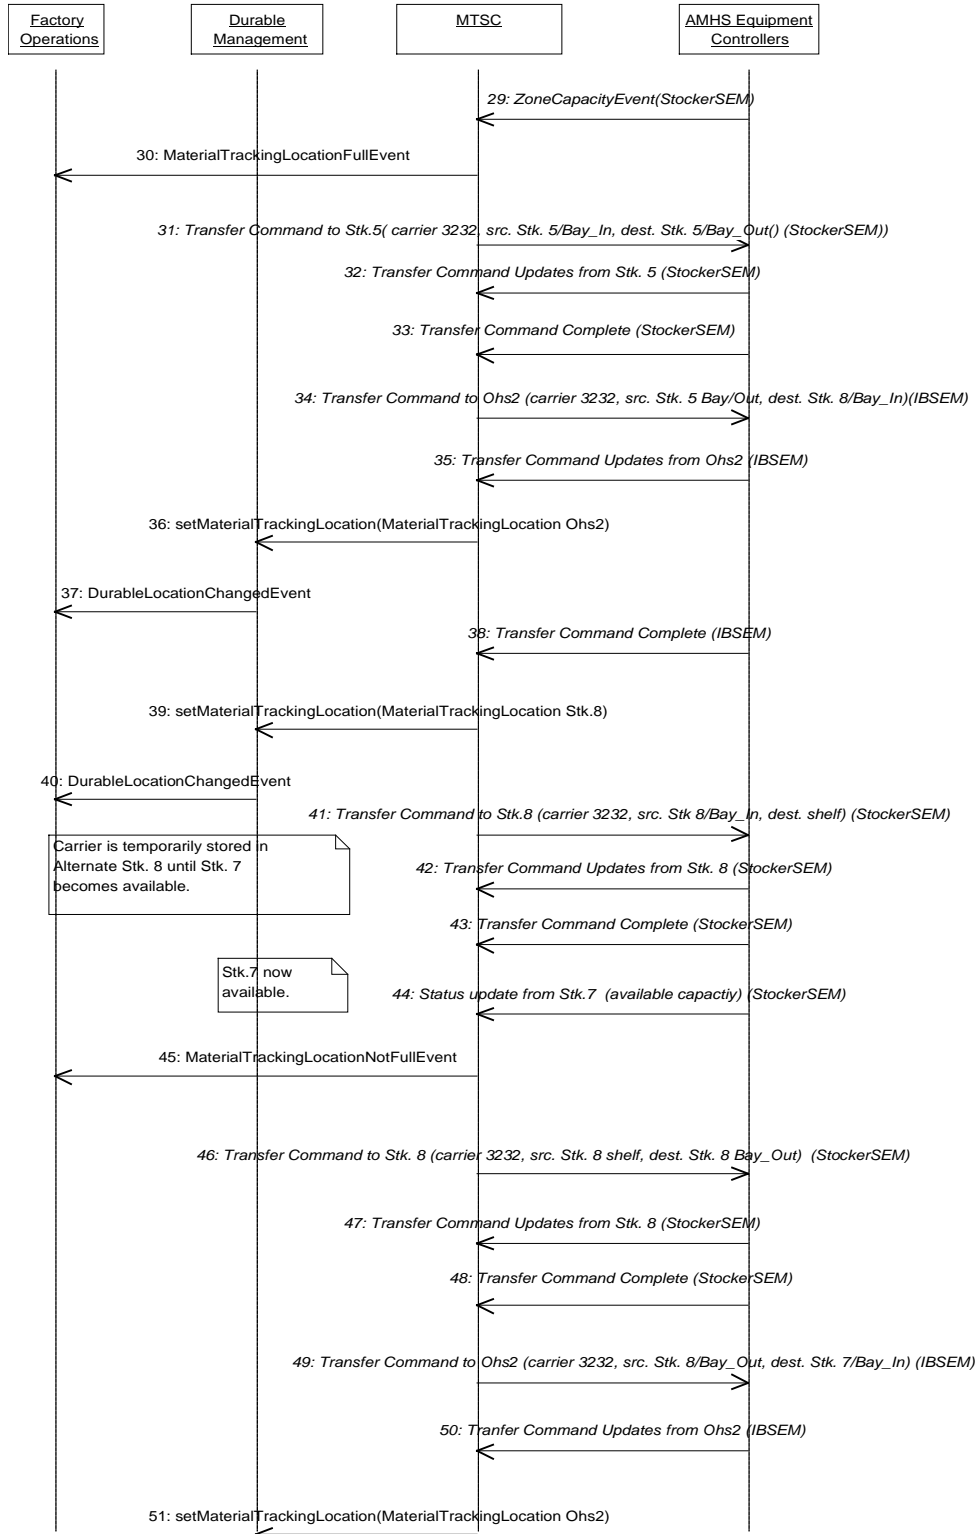 Factory
Operations
Durable
Management
MTSC
AMHS Equipment
Controllers
29: ZoneCapacityEvent(StockerSEM)
30: MaterialTrackingLocationFullEvent
31: Transfer Command to Stk.5( carrier 3232, src. Stk. 5/Bay_In, dest. Stk. 5/Bay_Out() (StockerSEM))
32: Transfer Command Updates from Stk. 5 (StockerSEM)
33: Transfer Command Complete (StockerSEM)
34: Transfer Command to Ohs2 (carrier 3232, src. Stk. 5 Bay/Out, dest. Stk. 8/Bay_In)(IBSEM)
35: Transfer Command Updates from Ohs2 (IBSEM)
36: setMaterialTrackingLocation(MaterialTrackingLocation Ohs2)
37: DurableLocationChangedEvent
38: Transfer Command Complete (IBSEM)
39: setMaterialTrackingLocation(MaterialTrackingLocation Stk.8)
40: DurableLocationChangedEvent
41: Transfer Command to Stk.8 (carrier 3232, src. Stk 8/Bay_In, dest. shelf) (StockerSEM)
Carrier is temporarily stored in
Alternate Stk. 8 until Stk. 7
becomes available.
42: Transfer Command Updates from Stk. 8 (StockerSEM)
43: Transfer Command Complete (StockerSEM)
Stk.7 now
available.
44: Status update from Stk.7 (available capactiy) (StockerSEM)
45: MaterialTrackingLocationNotFullEvent
46: Transfer Command to Stk. 8 (carrier 3232, src. Stk. 8 shelf, dest. Stk. 8 Bay_Out) (StockerSEM)
47: Transfer Command Updates from Stk. 8 (StockerSEM)
48: Transfer Command Complete (StockerSEM)
49: Transfer Command to Ohs2 (carrier 3232, src. Stk. 8/Bay_Out, dest. Stk. 7/Bay_In) (IBSEM)
50: Tranfer Command Updates from Ohs2 (IBSEM)
51: setMaterialTrackingLocation(MaterialTrackingLocation Ohs2)